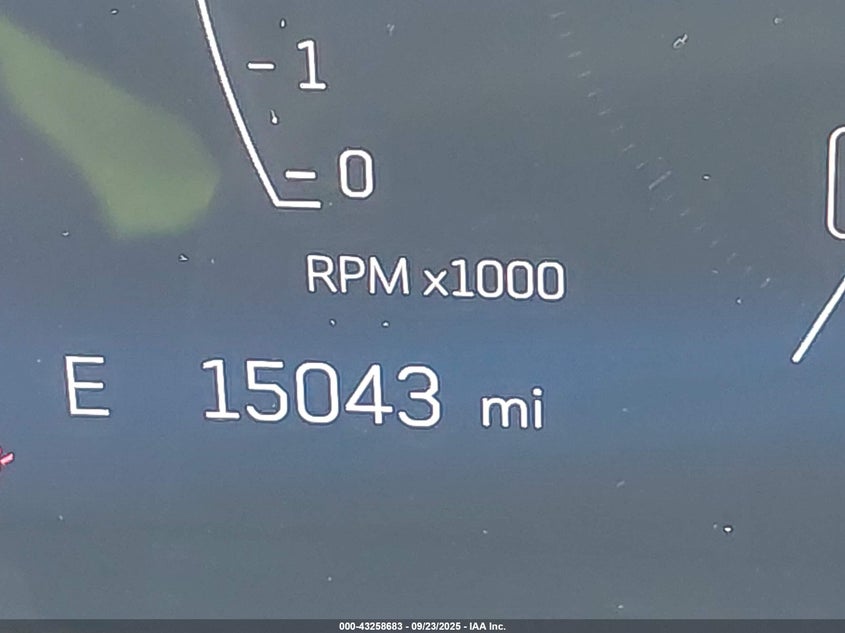 - 1
- 0
RPM x1000
E 15043 mi
000-43258683 - 09/23/2025 - IAA Inc.